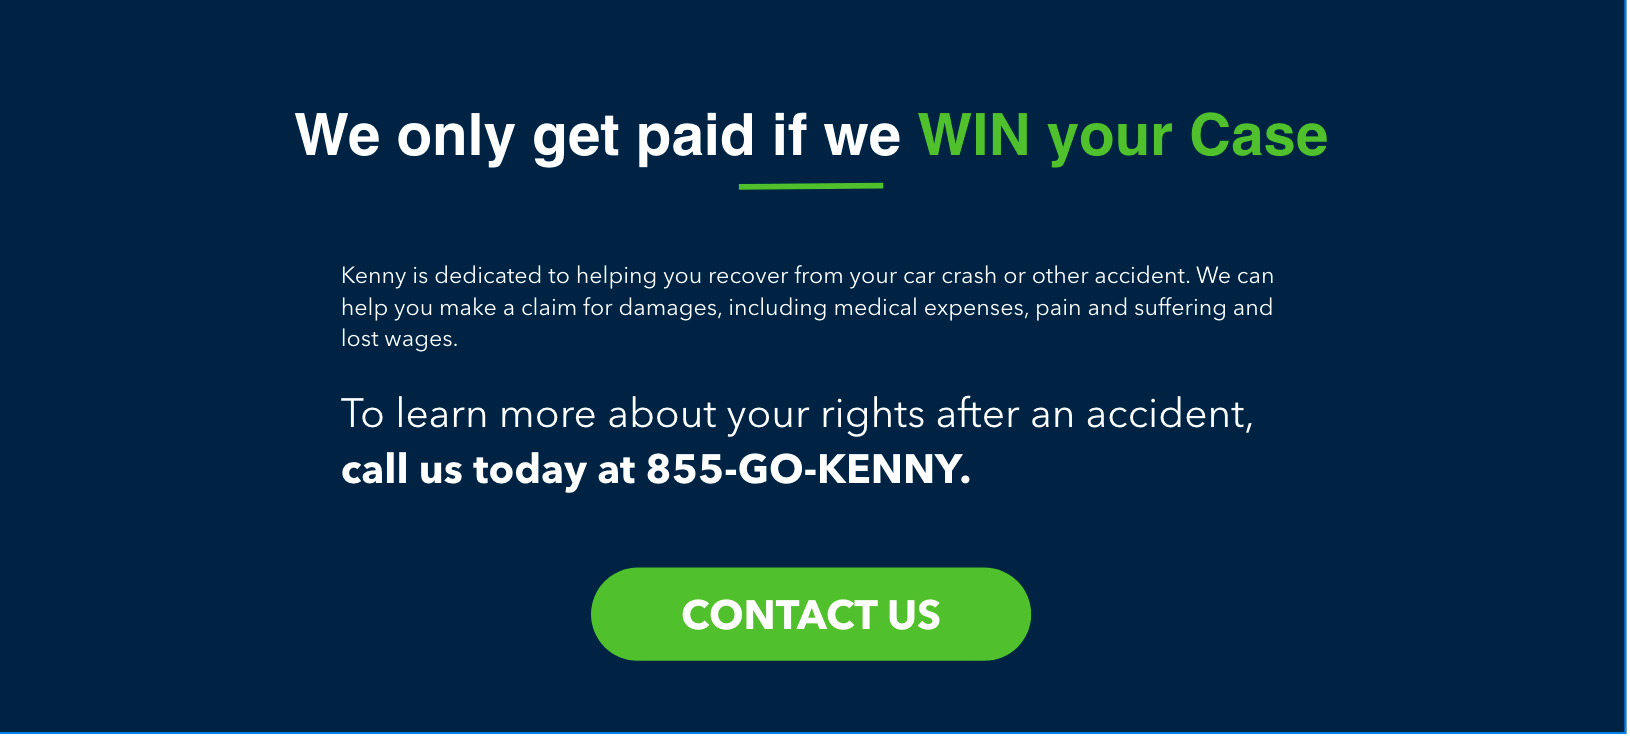 We only get paid if we WIN your Case
Kenny is dedicated to helping you recover from your car crash or other accident. We can
help you make a claim for damages, including medical expenses, pain and suffering and
lost wages.
To learn more about your rights after an accident,
call us today at 855-GO-KENNY.
CONTACT US